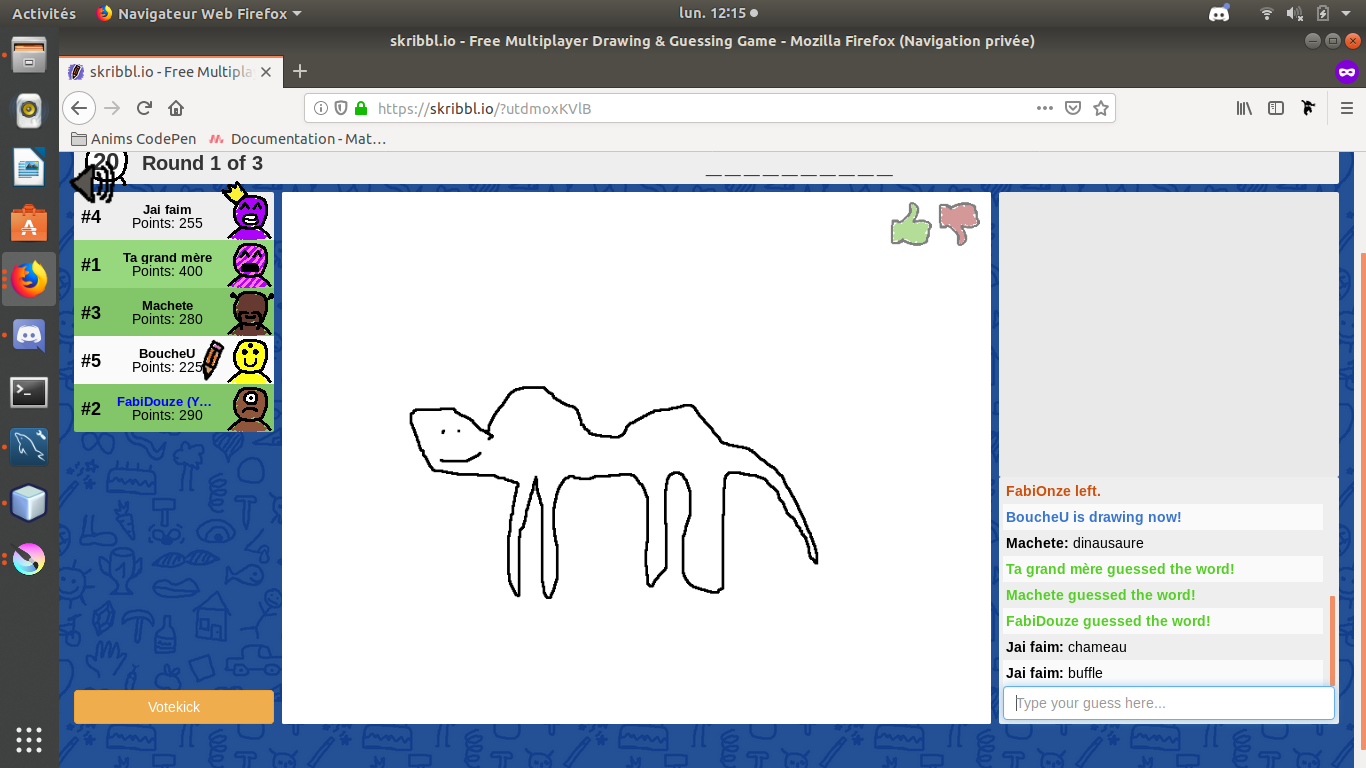 Activités
Navigateur Web Firefox
lun. 12:15
skribbl.io - Free Multiplayer Drawing & Guessing Game - Mozilla Firefox (Navigation privée)
skribbl.io - Free Multipla
https://skribbl.io/?utdmoxKVlB
Anims CodePen
Documentation - Mat…
20
Round 1 of 3
_ _ _ _ _ _ _ _ _ _
#4
Jai faim
Points: 255
#1
Ta grand mère
Points: 400
#3
Machete
Points: 280
#5
BoucheU
Points: 225
#2
FabiDouze (Y…
Points: 290
Votekick
FabiOnze left.
BoucheU is drawing now!
Machete: dinausaure
Ta grand mère guessed the word!
Machete guessed the word!
FabiDouze guessed the word!
Jai faim: chameau
Jai faim: buffle
Type your guess here...